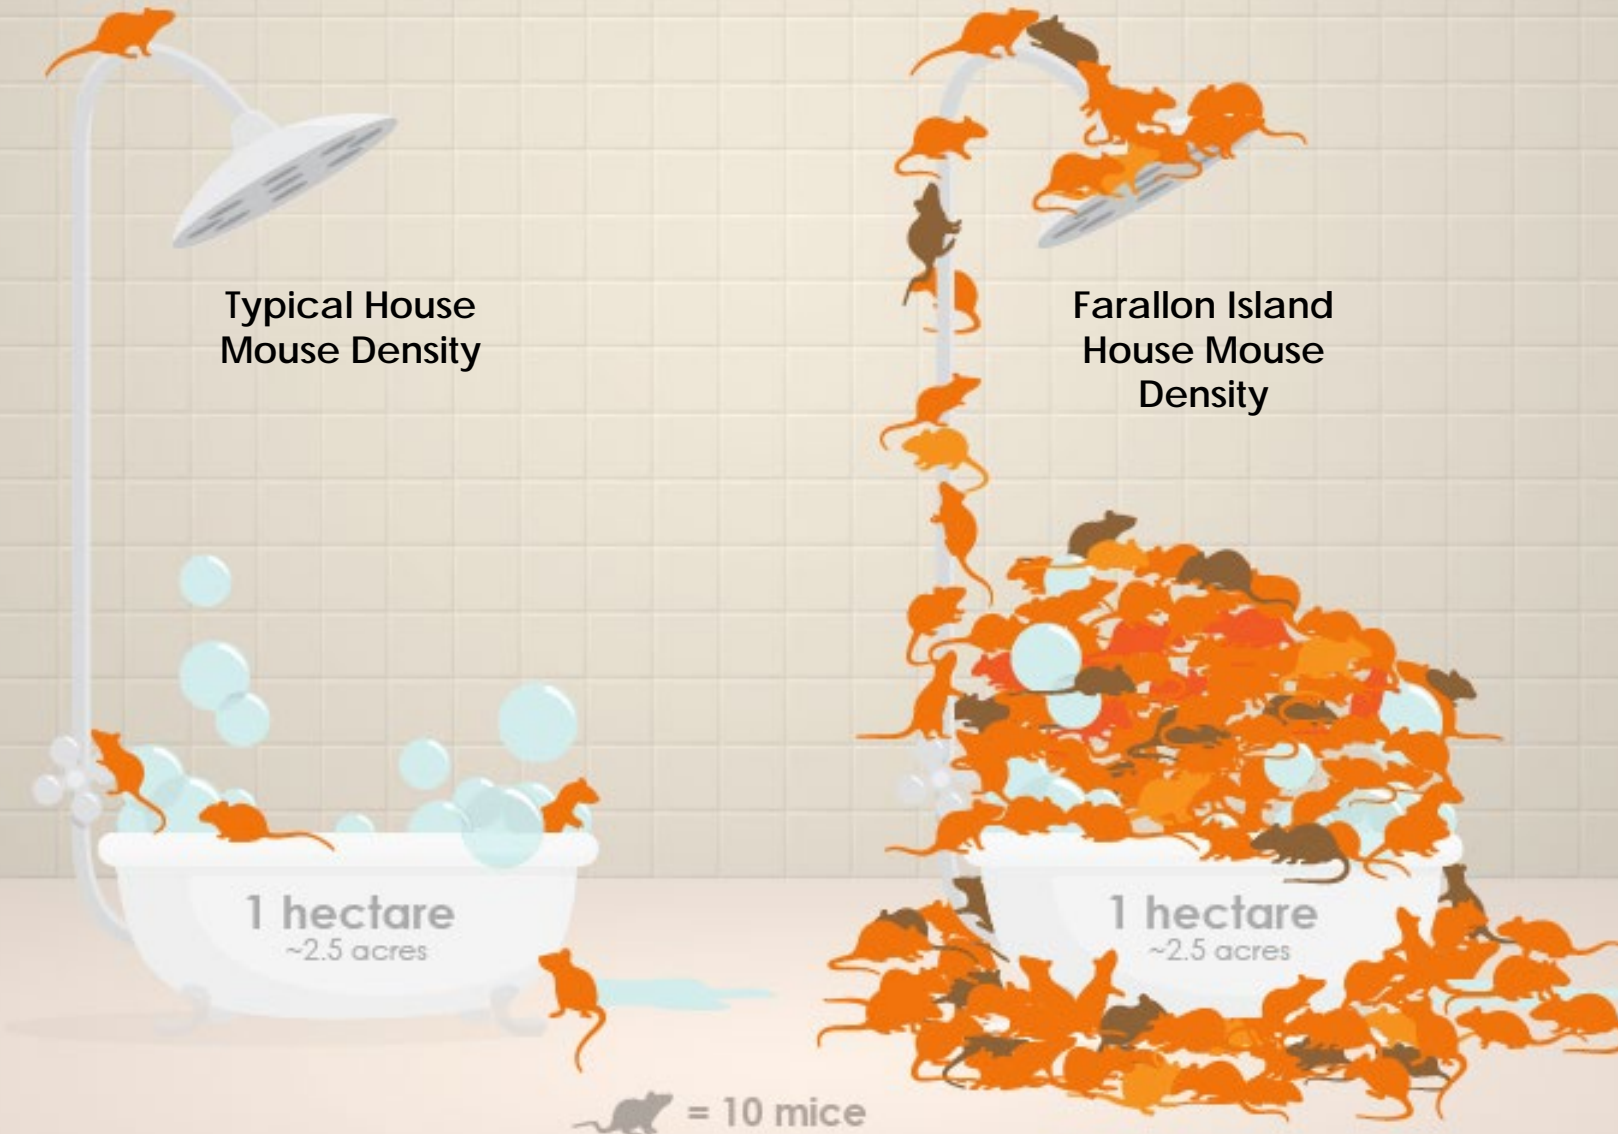 Typical House
Mouse Density
Farallon Island
House Mouse
Density
1 hectare
~2.5 acres
1 hectare
~2.5 acres
= 10 mice